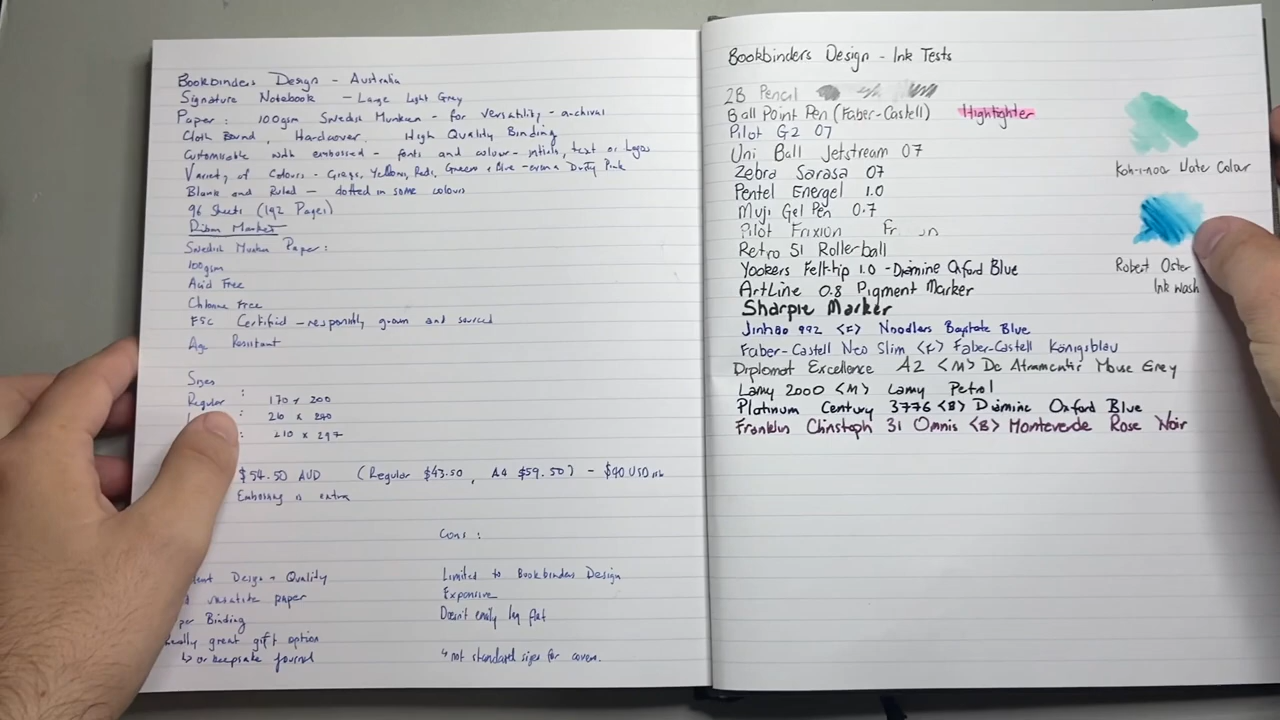 Bookbinders Design - Australia
Signature Notebook - Large Light Gray
Paper: 100gsm Swedish Munken - for versatility - archival
Cloth Bound, Hardcover. High Quality Binding
Customisable with embossed - fonts and colour - initials, text or logos
Variety of Colours - Grays, Yellows, Reds, Greens + Blue - even a Dusty Pink
Blank and Ruled - dotted in some colours
96 Sheets (192 Pages)
Ribon Marker
Swedish Munken Paper:
100gsm
Acid Free
Chlorine Free
FSC Certified - responsibly grown and sourced
Age Resistant
Sizes
Regular : 170 x 200
: 210 x 240
: 210 x 297
$54.50 AUD (Regular $43.50, A4 $59.50) - $40 USD
Embossing is extra
Cons:
Design + Quality
Limited to Bookbinders Design
versatile paper
Expensive
Binding
Doesn't easily lay flat
great gift option
↳ or keepsake journal
↳ not standard sizes for covers.
Bookbinders Design - Ink Tests
2B Pencil
Ball Point Pen (Faber-Castell) Highlighter
Pilot G2 07
Uni Ball Jetstream 07
Zebra Sarasa 07
Pentel Energel 1.0
Muji Gel Pen 0.7
Pilot Frixion Fr on
Retro 51 Rollerball
Yookers Felt-tip 1.0 - Diamine Oxford Blue
ArtLine 0.8 Pigment Marker
Sharpie Marker
Jinhao 992 <F> Noodlers Baystate Blue
Faber-Castell Neo Slim <F> Faber-Castell Königsblau
Diplomat Excellence A2 <M> De Atramentis Mouse Grey
Lamy 2000 <M> Lamy Petrol
Platinum Century 3776 <B> Diamine Oxford Blue
Franklin Christoph 31 Omnis <B> Monteverde Rose Noir
Koh-i-noor Water Colour
Robert Oster
Ink Wash